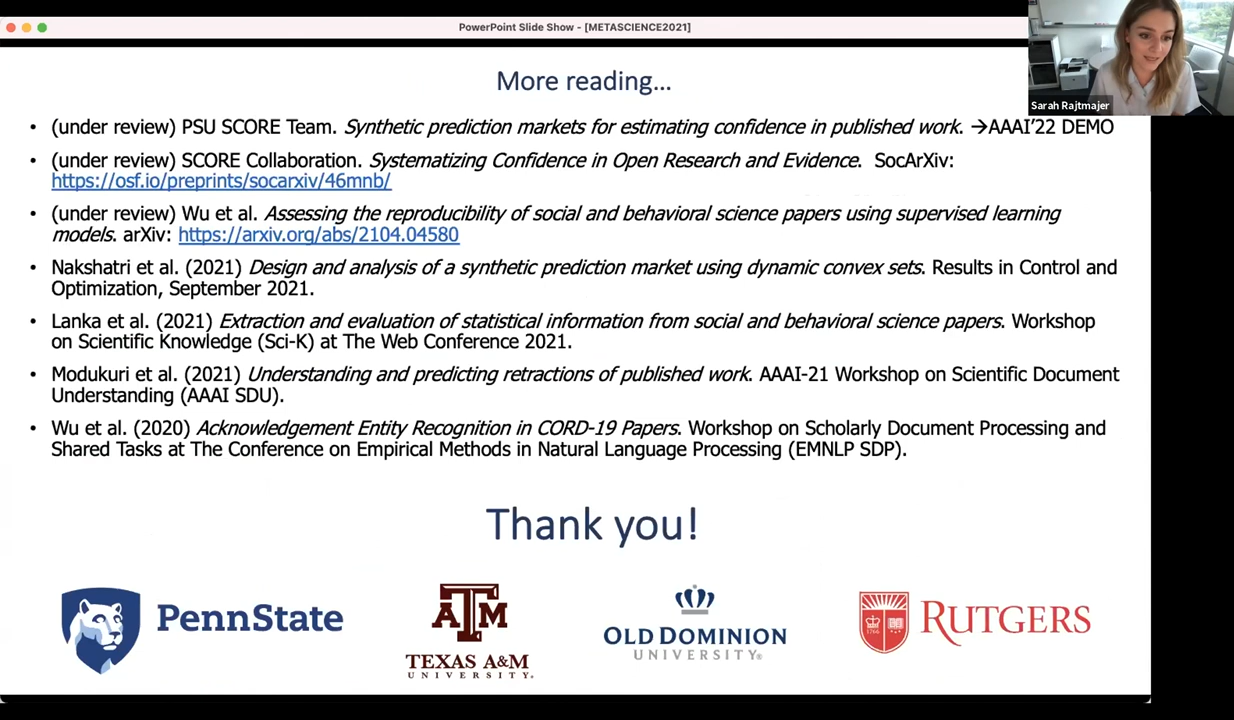 PowerPoint Slide Show - [METASCIENCE2021]
Sarah Rajtmajer
More reading...
• (under review) PSU SCORE Team. Synthetic prediction markets for estimating confidence in published work. →AAAI'22 DEMO
• (under review) SCORE Collaboration. Systematizing Confidence in Open Research and Evidence. SocArXiv:
https://osf.io/preprints/socarxiv/46mnb/
• (under review) Wu et al. Assessing the reproducibility of social and behavioral science papers using supervised learning
models. arXiv: https://arxiv.org/abs/2104.04580
• Nakshatri et al. (2021) Design and analysis of a synthetic prediction market using dynamic convex sets. Results in Control and
Optimization, September 2021.
• Lanka et al. (2021) Extraction and evaluation of statistical information from social and behavioral science papers. Workshop
on Scientific Knowledge (Sci-K) at The Web Conference 2021.
• Modukuri et al. (2021) Understanding and predicting retractions of published work. AAAI-21 Workshop on Scientific Document
Understanding (AAAI SDU).
• Wu et al. (2020) Acknowledgement Entity Recognition in CORD-19 Papers. Workshop on Scholarly Document Processing and
Shared Tasks at The Conference on Empirical Methods in Natural Language Processing (EMNLP SDP).
Thank you!
PennState
ATM
TEXAS A&M
UNIVERSITY®
OLD DOMINION
UNIVERSITY®
1766
RUTGERS